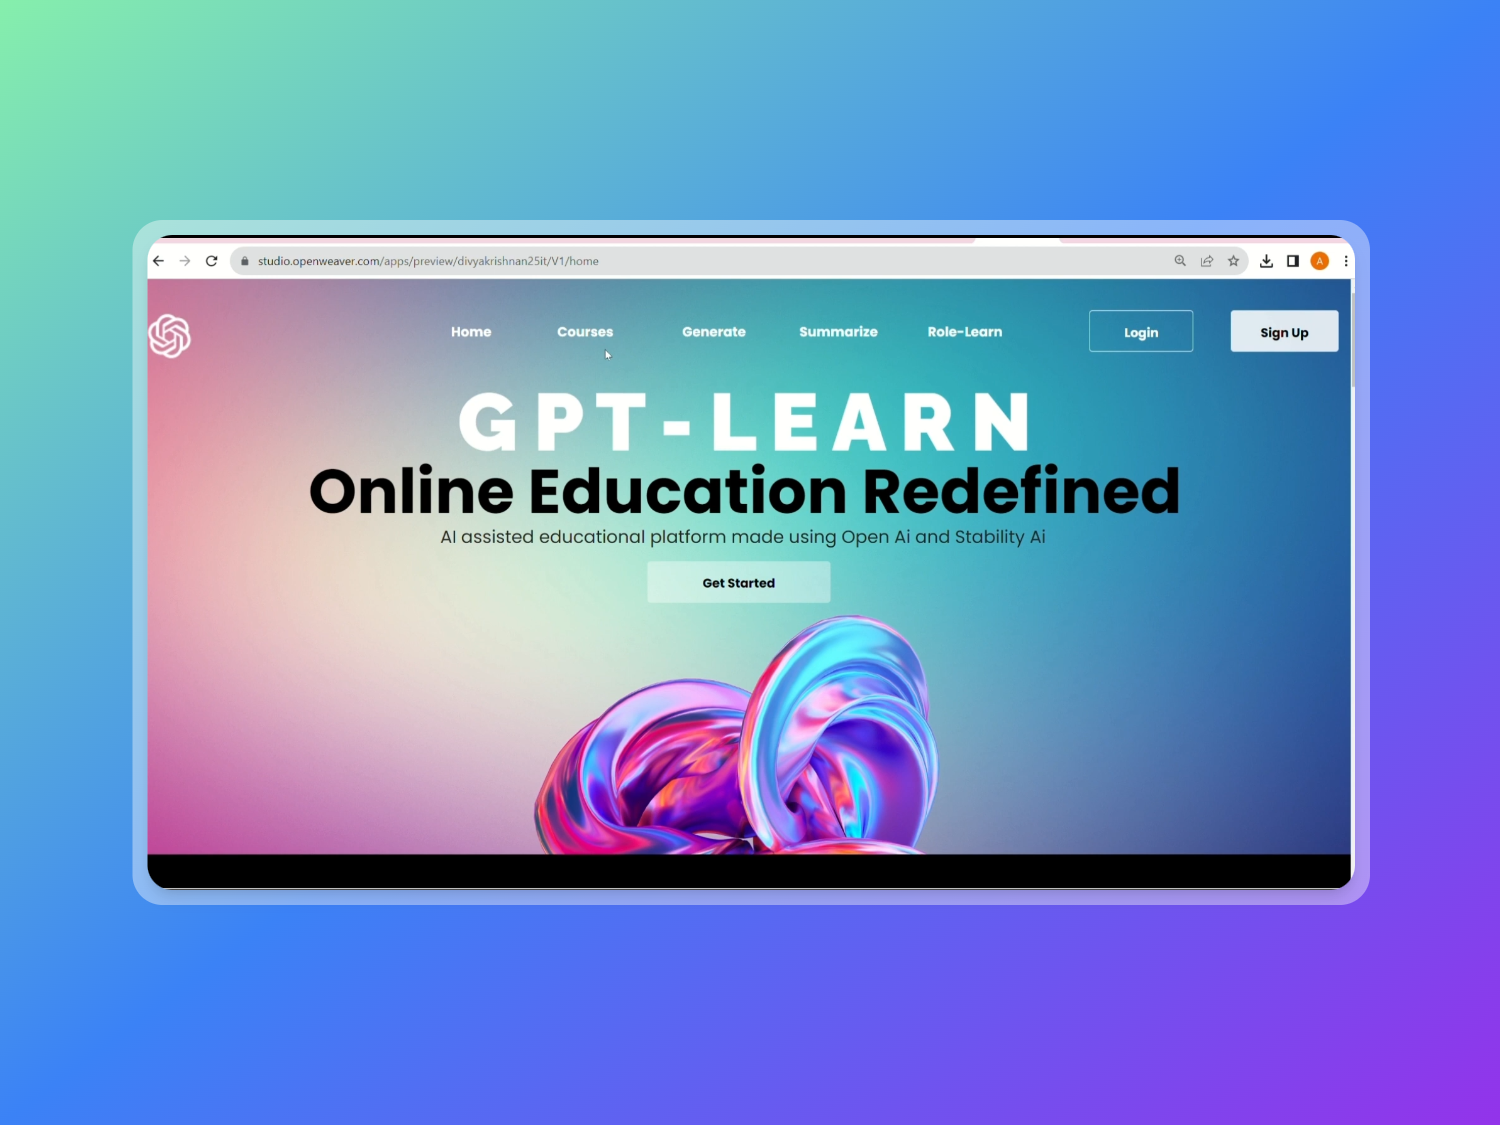 studio.openweaver.com/apps/preview/divyakrishnan25it/V1/home
A
Home Courses Generate Summarize Role-Learn Login Sign Up
GPT-LEARN
Online Education Redefined
AI assisted educational platform made using Open Ai and Stability Ai
Get Started